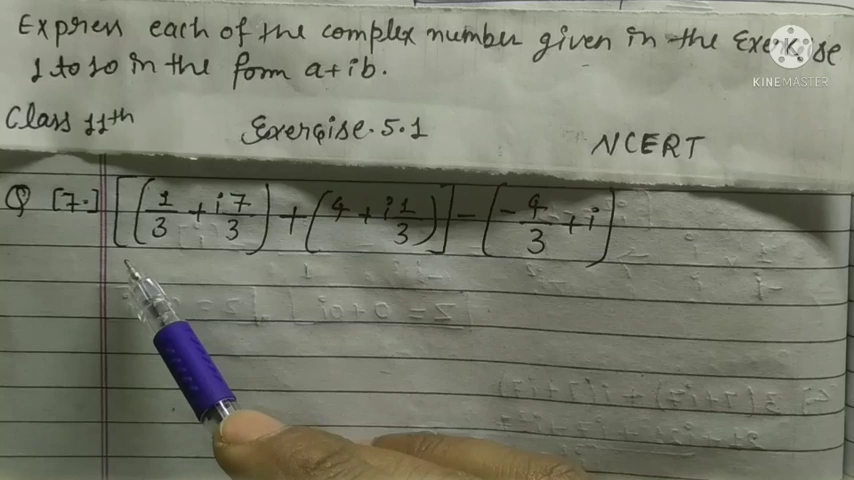 Express each of the complex number given in the Exercise
1 to 10 in the form a+ib.
KINEMASTER
Class 11th Exercise.5.1 NCERT
Q [7.] [(1/3 + i7/3) + (4 + i1/3)] - (-4/3 + i)